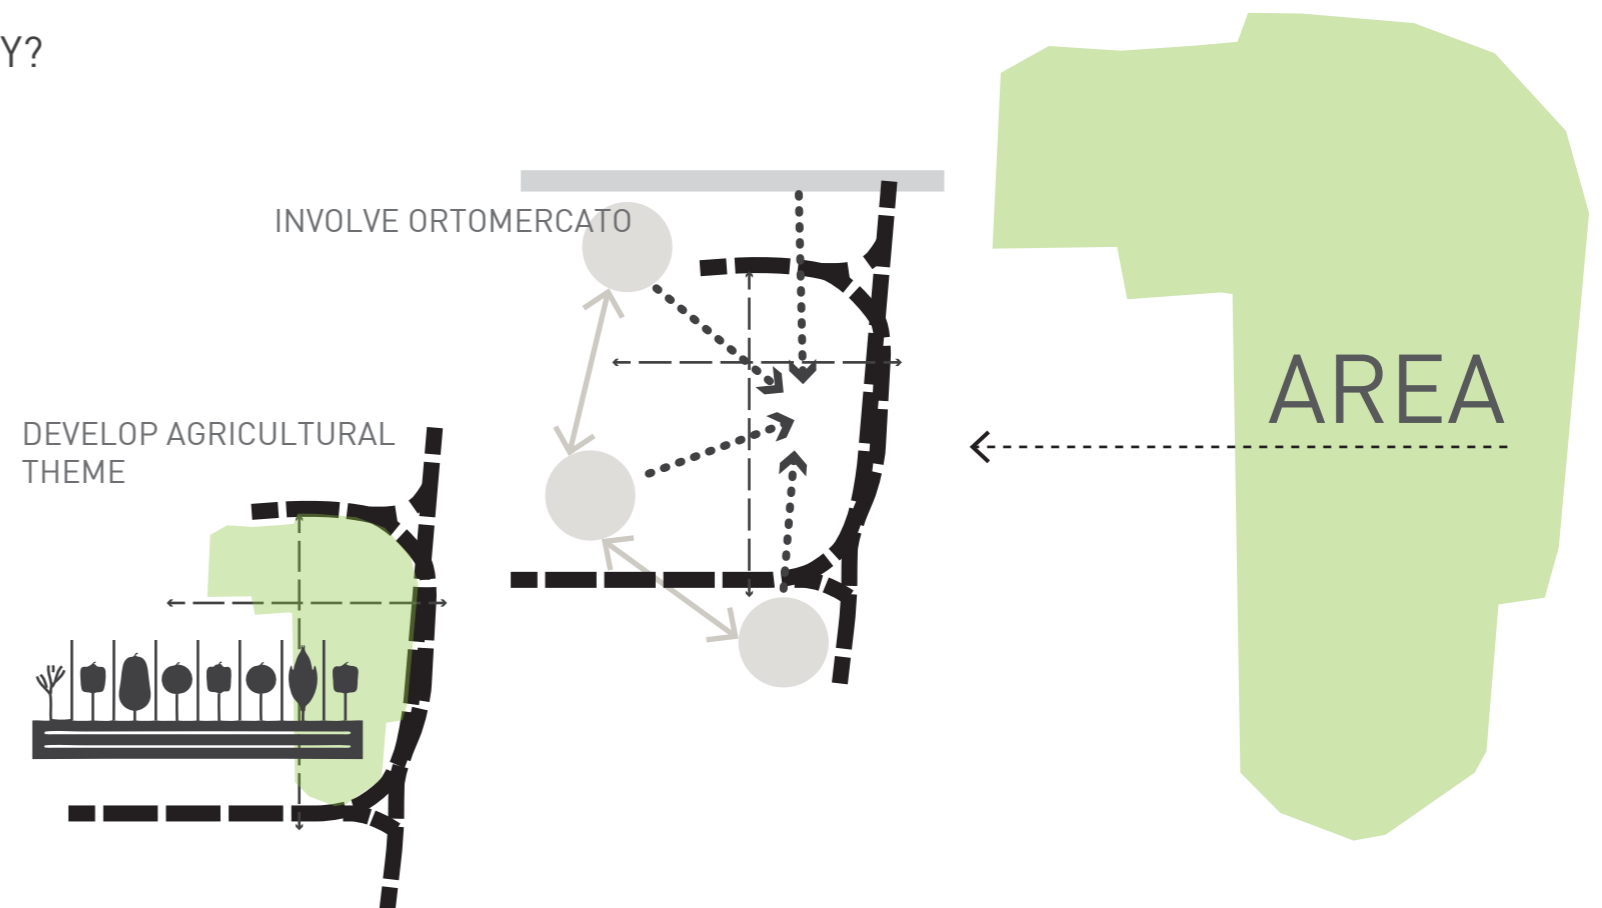 Y?
INVOLVE ORTOMERCATO
DEVELOP AGRICULTURAL
THEME
AREA